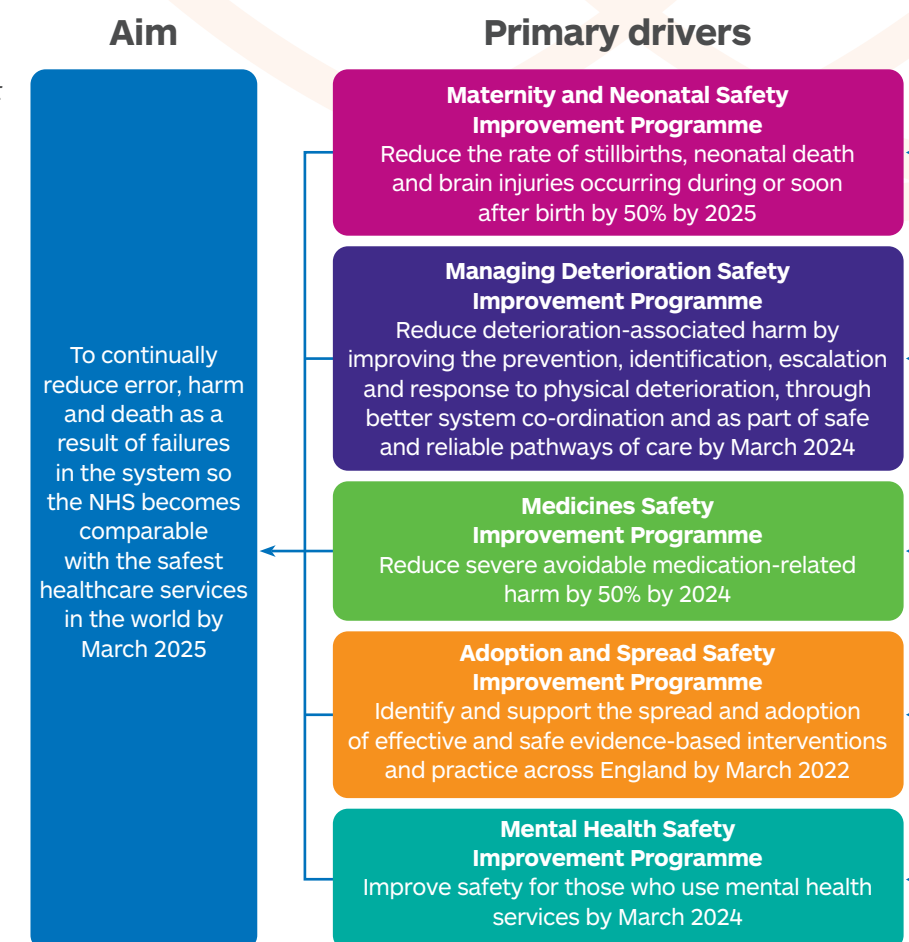 Aim
To continually
reduce error, harm
and death as a
result of failures
in the system so
the NHS becomes
comparable
with the safest
healthcare services
in the world by
March 2025
Primary drivers
Maternity and Neonatal Safety
Improvement Programme
Reduce the rate of stillbirths, neonatal death
and brain injuries occurring during or soon
after birth by 50% by 2025
Managing Deterioration Safety
Improvement Programme
Reduce deterioration-associated harm by
improving the prevention, identification, escalation
and response to physical deterioration, through
better system co-ordination and as part of safe
and reliable pathways of care by March 2024
Medicines Safety
Improvement Programme
Reduce severe avoidable medication-related
harm by 50% by 2024
Adoption and Spread Safety
Improvement Programme
Identify and support the spread and adoption
of effective and safe evidence-based interventions
and practice across England by March 2022
Mental Health Safety
Improvement Programme
Improve safety for those who use mental health
services by March 2024